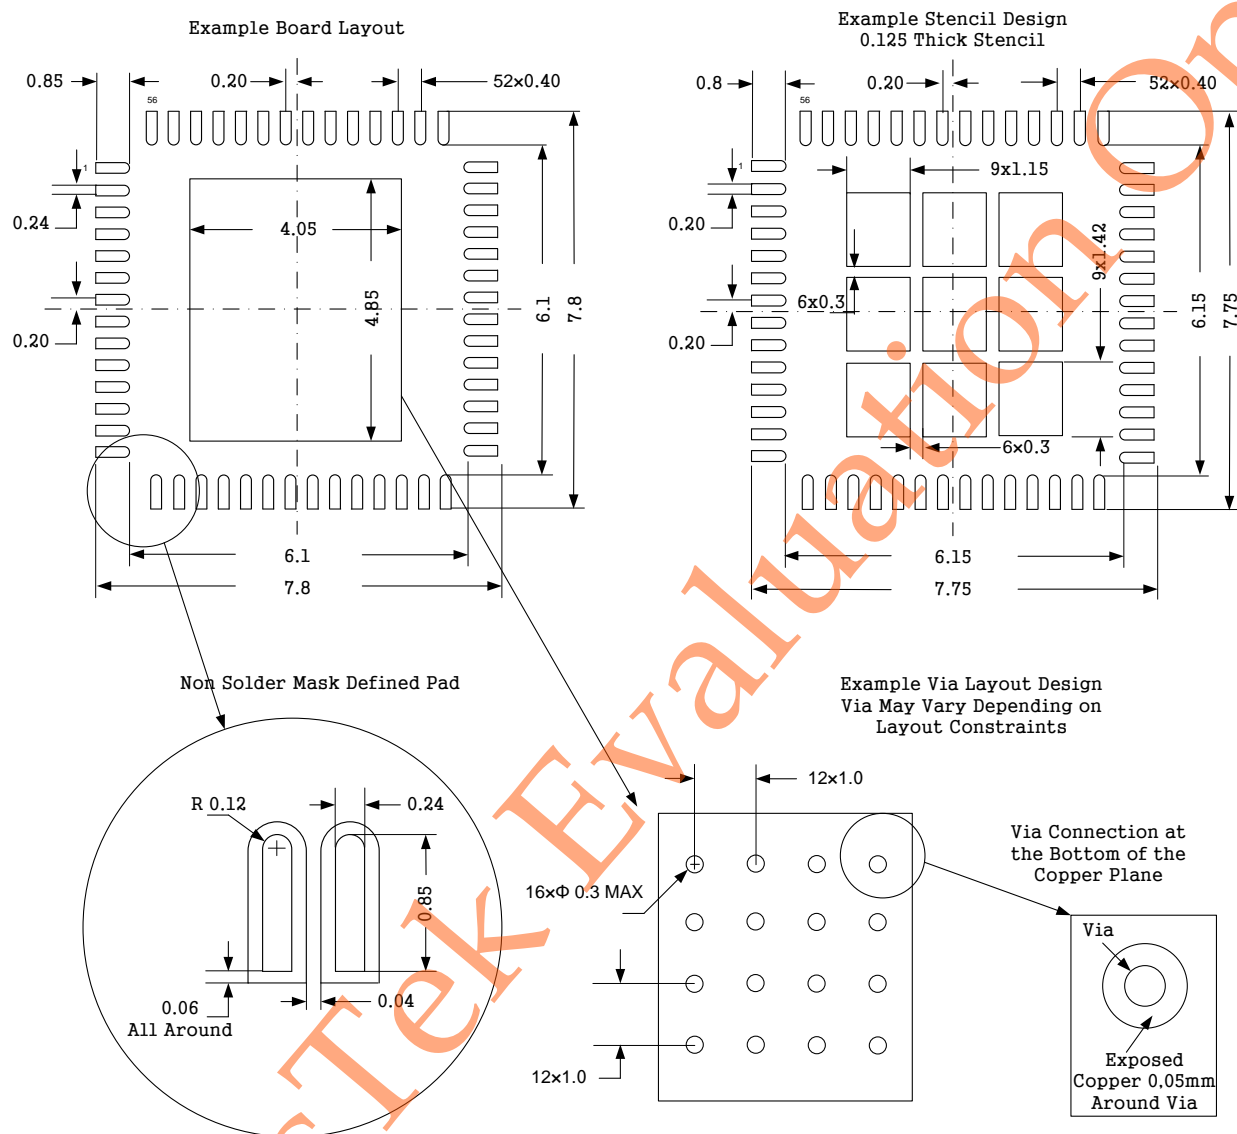 Example Board Layout
0.85
0.20
52×0.40
56
1
0.24
4.05
4.85
0.20
6.1
7.8
6.1
7.8
Example Stencil Design
0.125 Thick Stencil
0.8
0.20
52×0.40
1
9x1.15
0.20
9x1.42
6x0.3
0.20
6×0.3
6.15
7.75
6.15
7.75
Non Solder Mask Defined Pad
R 0.12
0.24
0.85
0.06
All Around
0.04
Example Via Layout Design
Via May Vary Depending on
Layout Constraints
12×1.0
16×Φ 0.3 MAX
12×1.0
Via Connection at
the Bottom of the
Copper Plane
Via
Exposed
Copper 0,05mm
Around Via
Tek Evaluation On